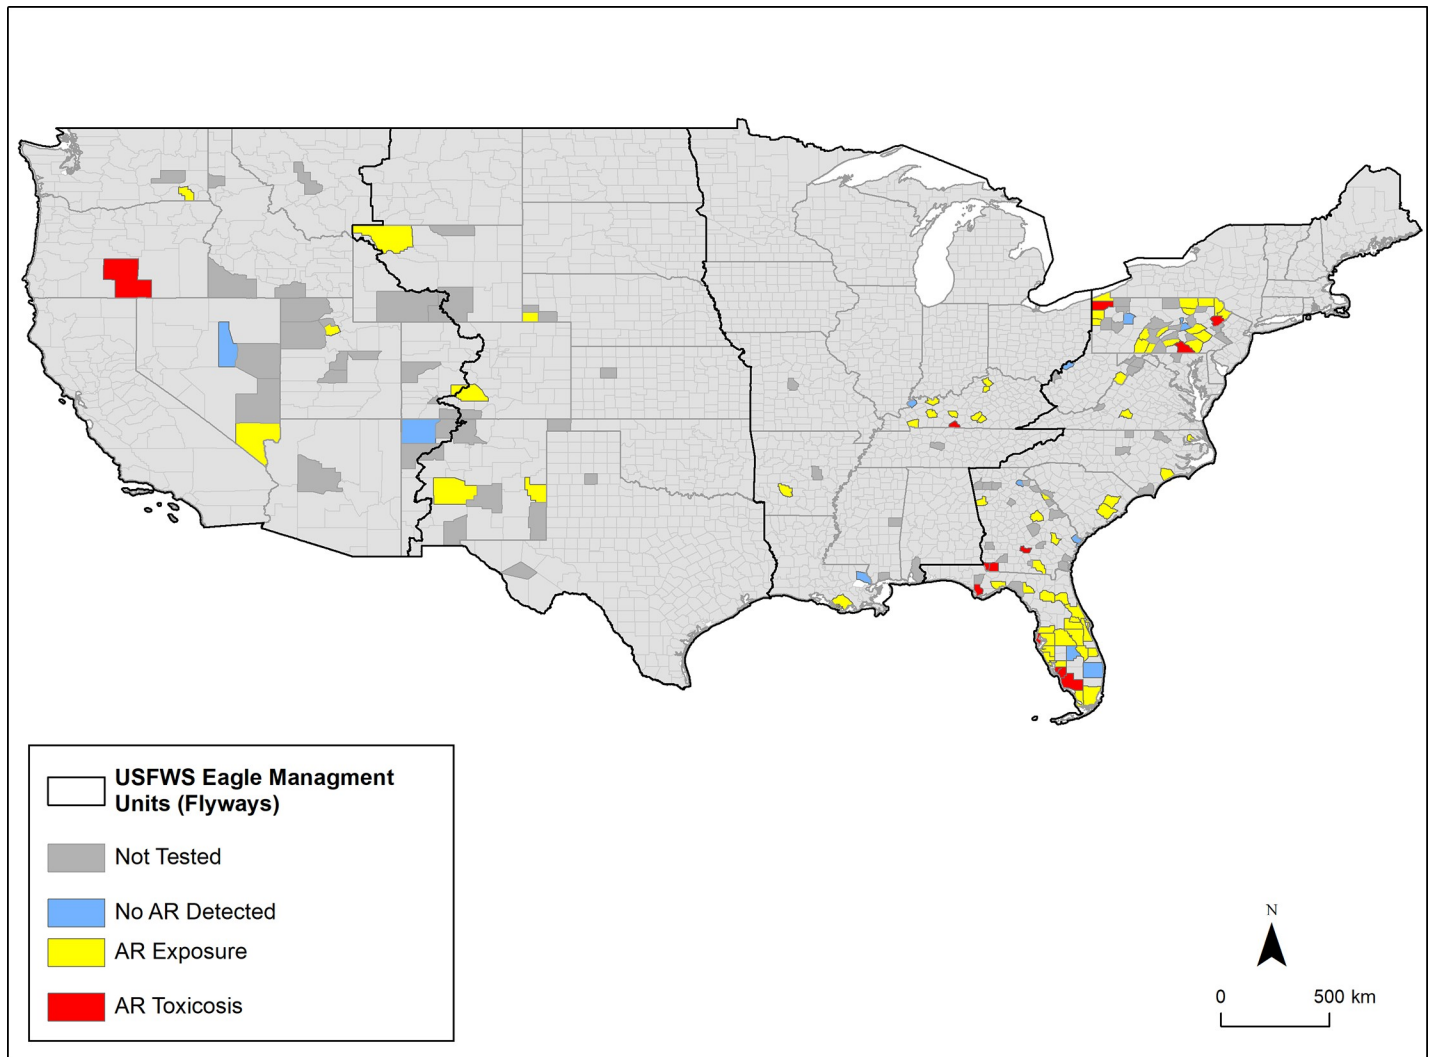 USFWS Eagle Managment
Units (Flyways)
Not Tested
No AR Detected
AR Exposure
AR Toxicosis
N
0 500 km